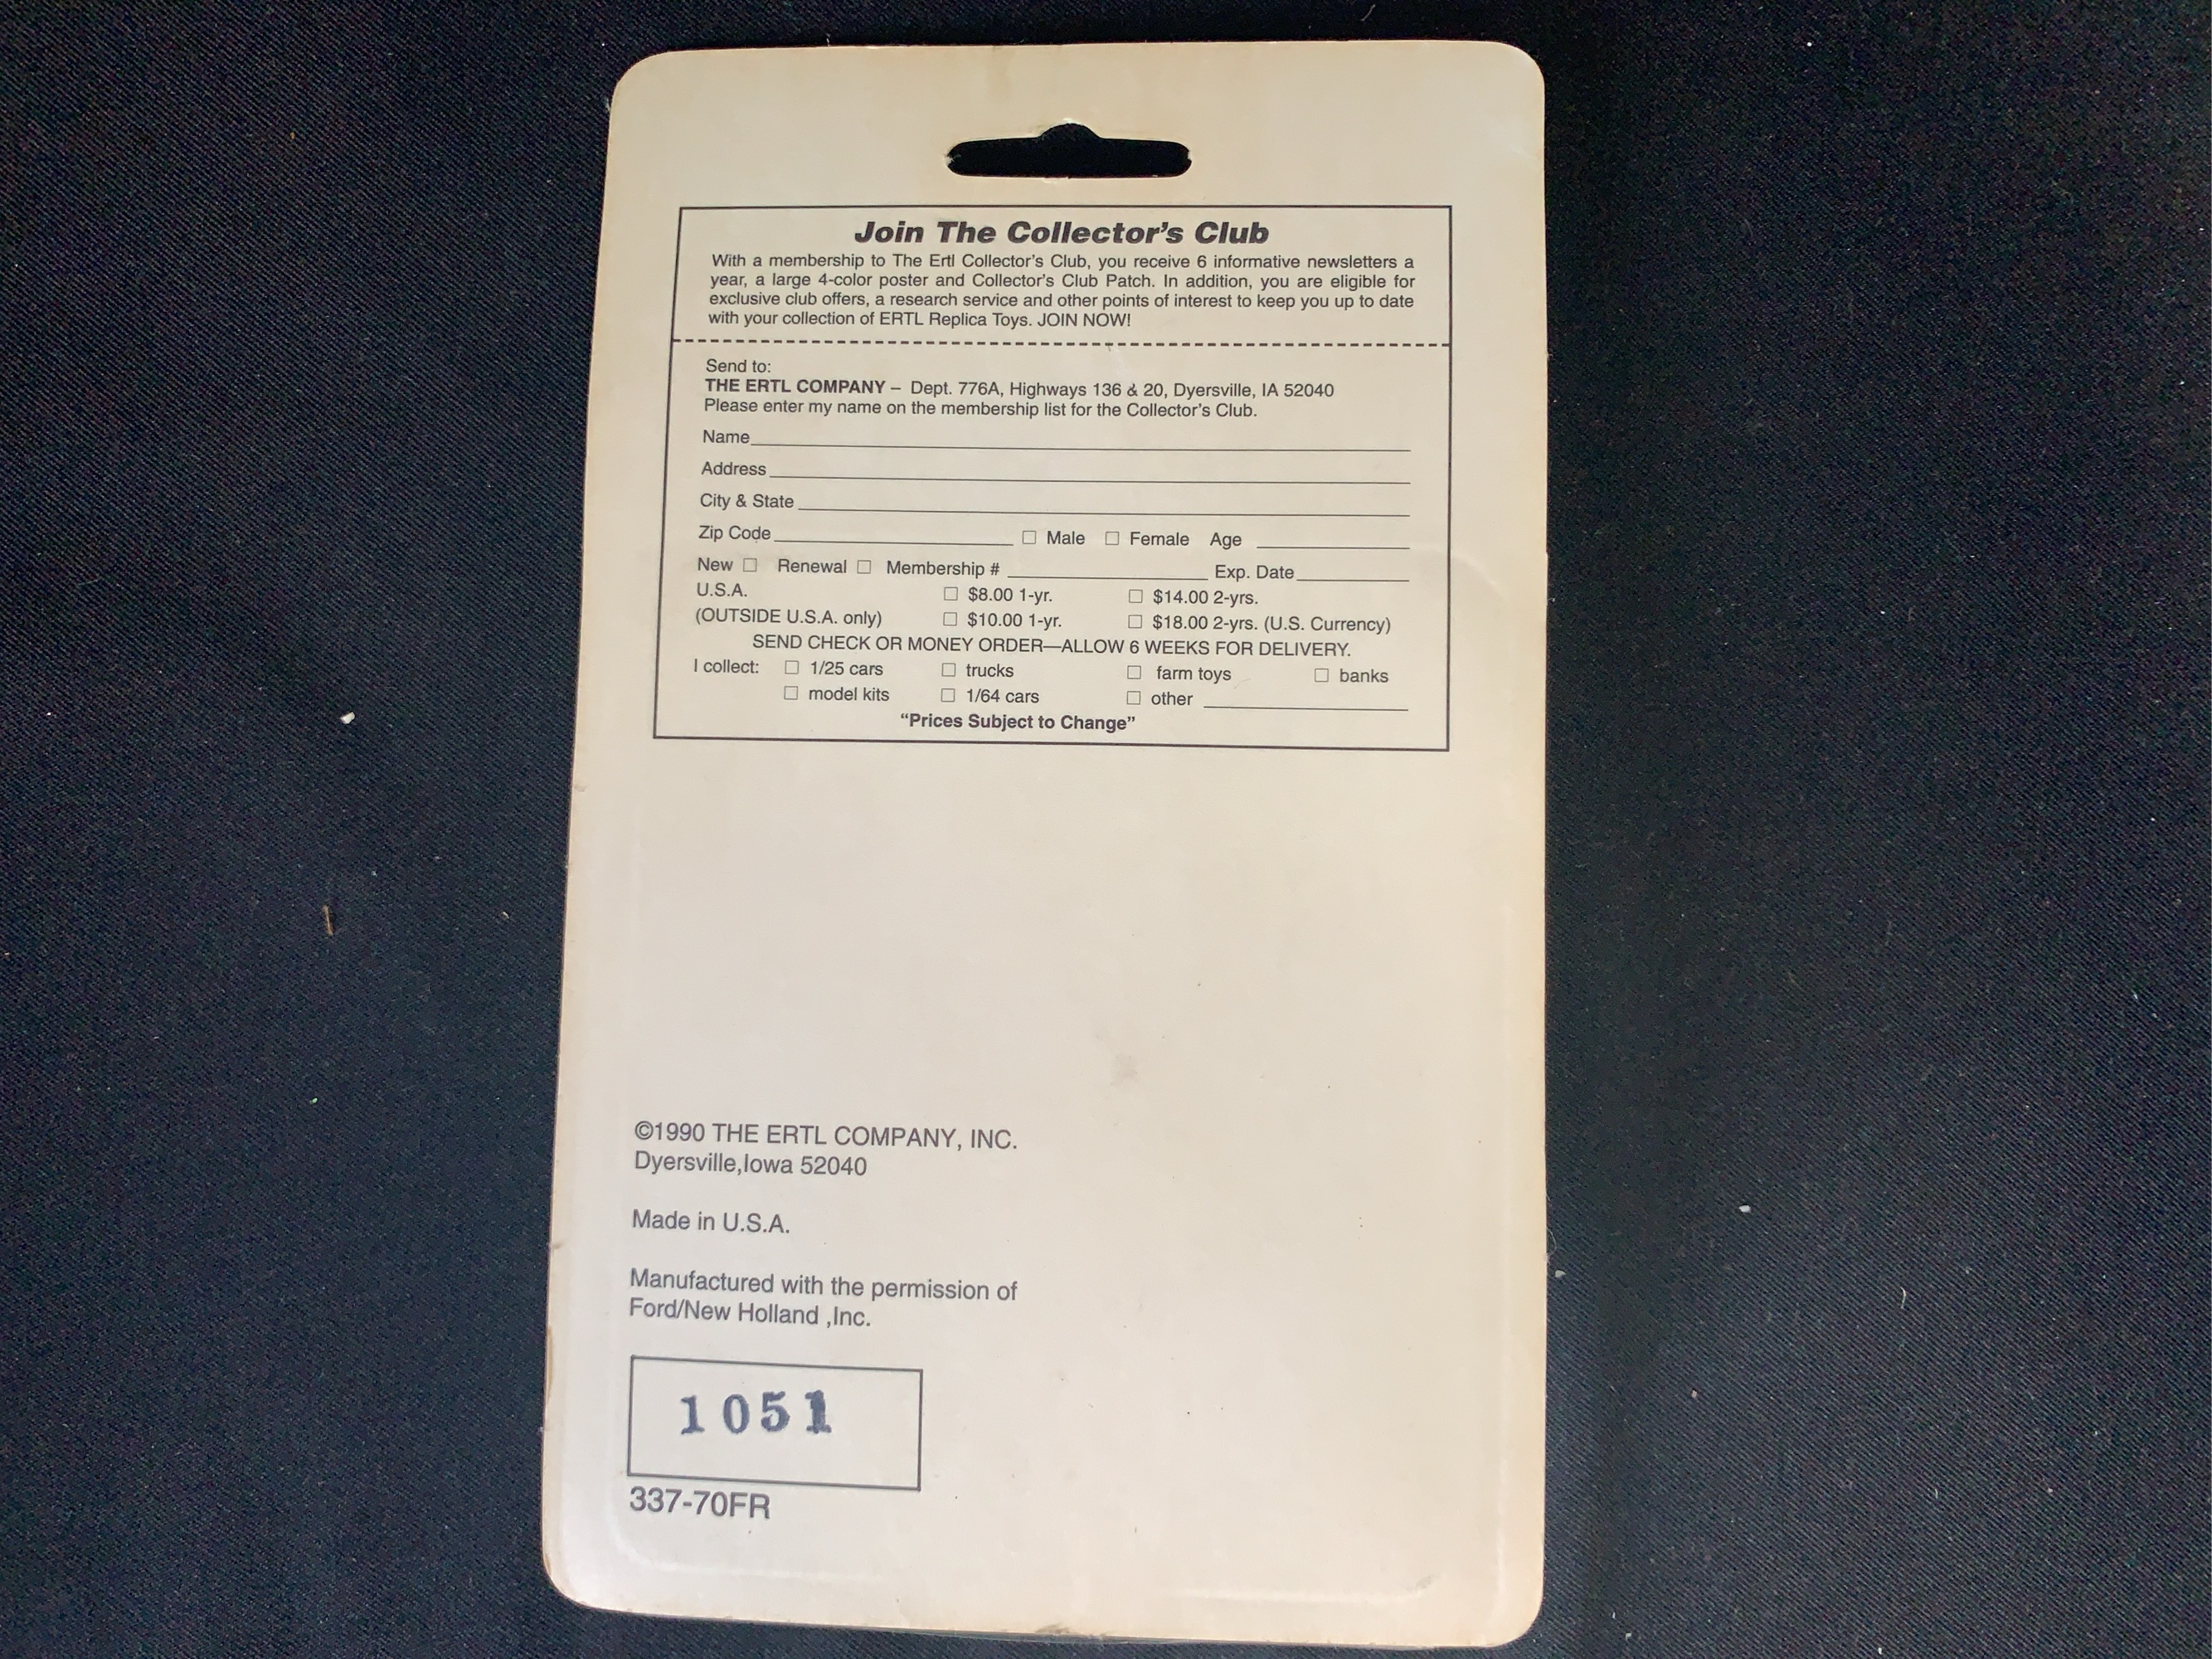 Join The Collector's Club
With a membership to The Ertl Collector's Club, you receive 6 informative newsletters a
year, a large 4-color poster and Collector's Club Patch. In addition, you are eligible for
exclusive club offers, a research service and other points of interest to keep you up to date
with your collection of ERTL Replica Toys. JOIN NOW!
Send to:
THE ERTL COMPANY – Dept. 776A, Highways 136 & 20, Dyersville, IA 52040
Please enter my name on the membership list for the Collector's Club.
Name
Address
City & State
Zip Code □ Male □ Female Age
New □ Renewal □ Membership # Exp. Date
U.S.A. □ $8.00 1-yr. □ $14.00 2-yrs.
(OUTSIDE U.S.A. only) □ $10.00 1-yr. □ $18.00 2-yrs. (U.S. Currency)
SEND CHECK OR MONEY ORDER—ALLOW 6 WEEKS FOR DELIVERY.
I collect: □ 1/25 cars □ trucks □ farm toys □ banks
□ model kits □ 1/64 cars □ other
"Prices Subject to Change"
©1990 THE ERTL COMPANY, INC.
Dyersville,Iowa 52040
Made in U.S.A.
Manufactured with the permission of
Ford/New Holland ,Inc.
1051
337-70FR